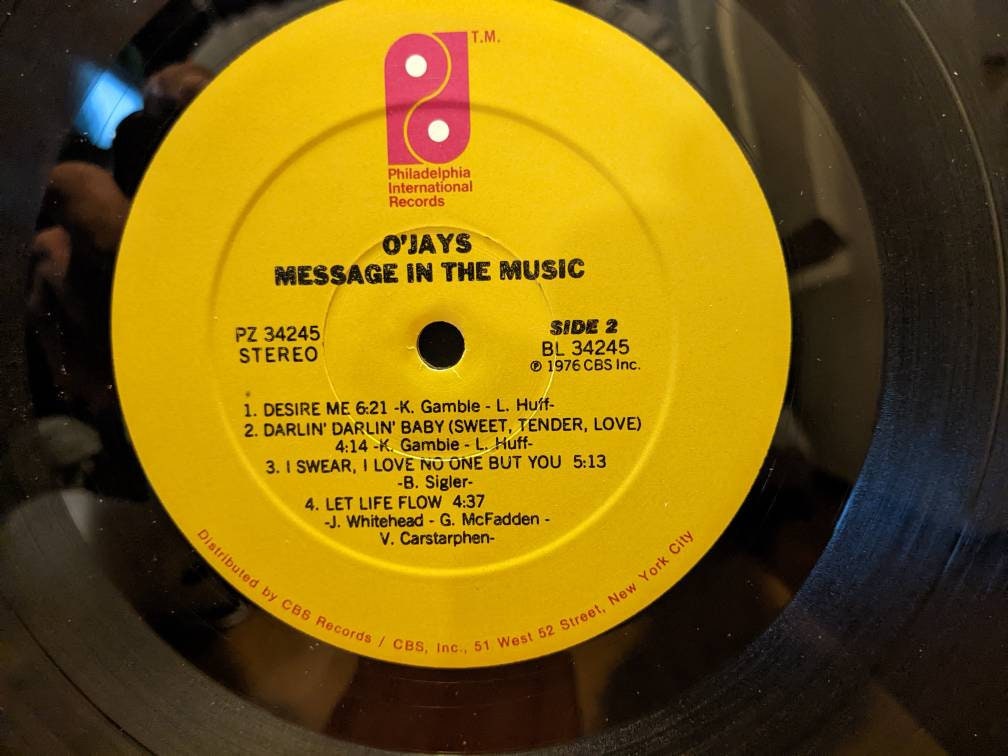 T.M.
Philadelphia
International
Records
O'JAYS
MESSAGE IN THE MUSIC
PZ 34245
STEREO
SIDE 2
BL 34245
℗ 1976 CBS Inc.
1. DESIRE ME 6:21 -K. Gamble - L. Huff-
2. DARLIN' DARLIN' BABY (SWEET, TENDER, LOVE)
4:14 -K. Gamble - L. Huff-
3. I SWEAR, I LOVE NO ONE BUT YOU 5:13
-B. Sigler-
4. LET LIFE FLOW 4:37
-J. Whitehead - G. McFadden -
V. Carstarphen-
Distributed by CBS Records / CBS, Inc., 51 West 52 Street, New York City